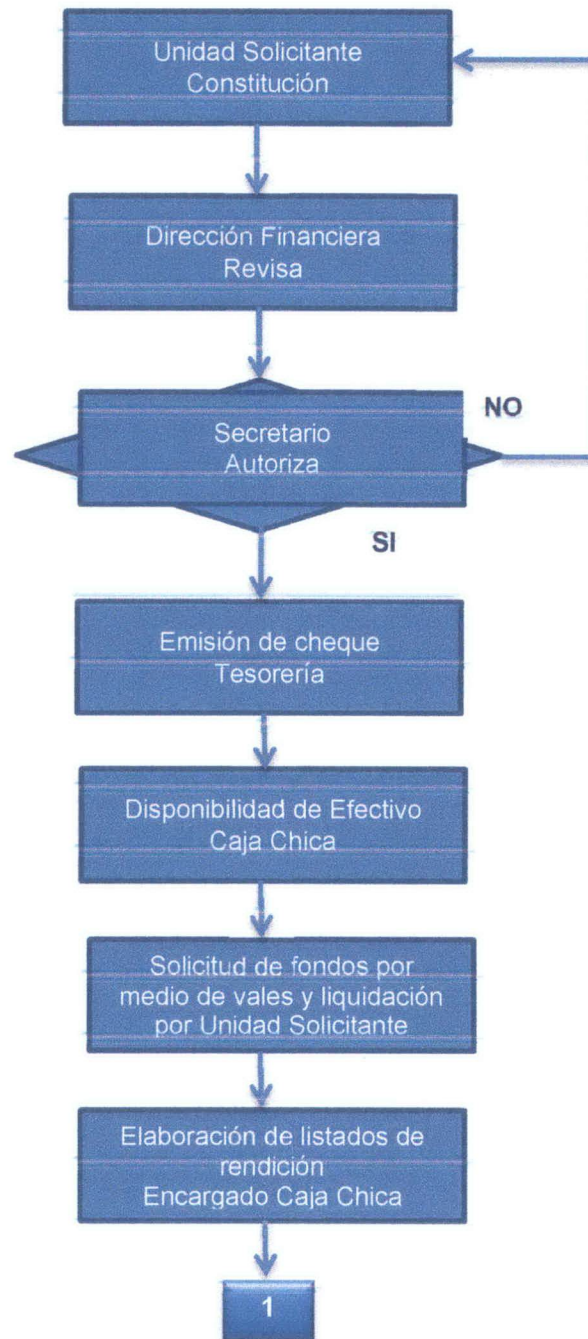 Unidad Solicitante
Constitución
Dirección Financiera
Revisa
Secretario
Autoriza
NO
SI
Emisión de cheque
Tesorería
Disponibilidad de Efectivo
Caja Chica
Solicitud de fondos por
medio de vales y liquidación
por Unidad Solicitante
Elaboración de listados de
rendición
Encargado Caja Chica
1